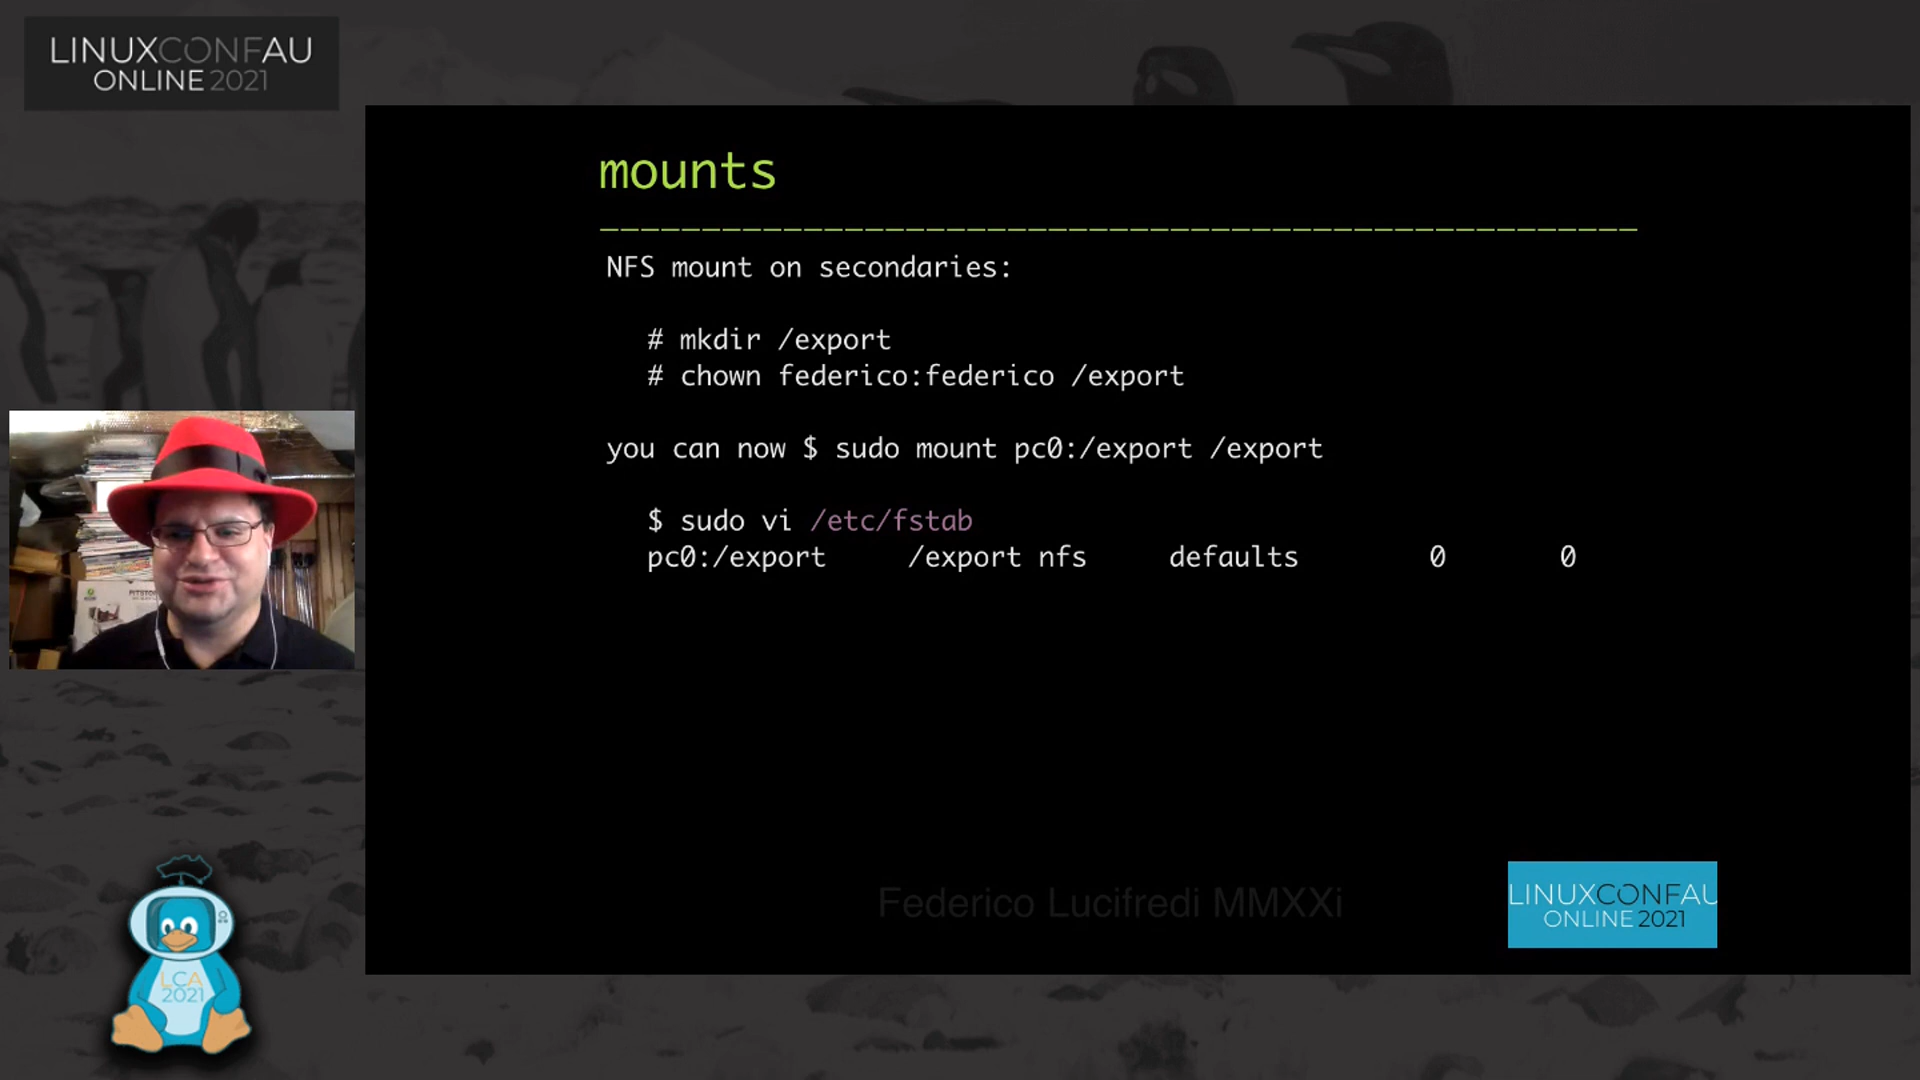 LINUXCONFAU
ONLINE 2021
mounts
NFS mount on secondaries:
# mkdir /export
# chown federico:federico /export
you can now $ sudo mount pc0:/export /export
$ sudo vi /etc/fstab
pc0:/export /export nfs defaults 0 0
Federico Lucifredi MMXXi
LINUXCONFAU
ONLINE 2021
LCA
2021